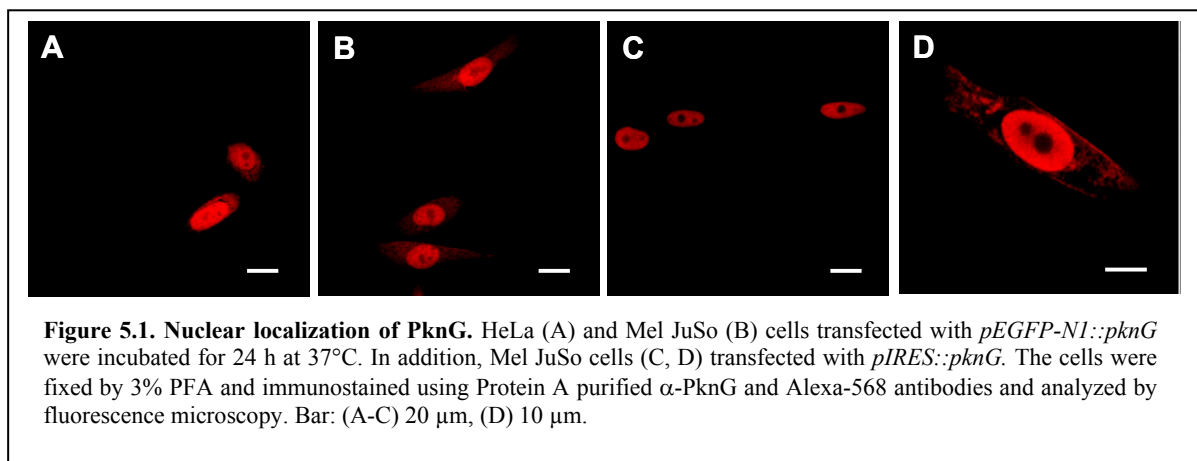 A
B
C
D
Figure 5.1. Nuclear localization of PknG. HeLa (A) and Mel JuSo (B) cells transfected with pEGFP-N1::pknG
were incubated for 24 h at 37°C. In addition, Mel JuSo cells (C, D) transfected with pIRES::pknG. The cells were
fixed by 3% PFA and immunostained using Protein A purified α-PknG and Alexa-568 antibodies and analyzed by
fluorescence microscopy. Bar: (A-C) 20 µm, (D) 10 µm.